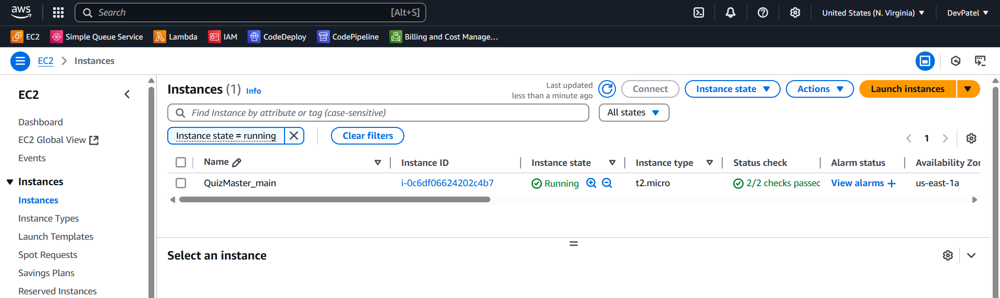 aws
Search [Alt+S]
United States (N. Virginia) DevPatel
EC2 Simple Queue Service Lambda IAM CodeDeploy CodePipeline Billing and Cost Manage...
EC2 Instances
EC2
Dashboard
EC2 Global View
Events
Instances
Instances
Instance Types
Launch Templates
Spot Requests
Savings Plans
Reserved Instances
Instances (1) Info
Last updated
less than a minute ago
Connect Instance state Actions Launch instances
Find Instance by attribute or tag (case-sensitive) All states
Instance state = running Clear filters
1
Name Instance ID Instance state Instance type Status check Alarm status Availability Zon
QuizMaster_main i-0c6df06624202c4b7 Running t2.micro 2/2 checks passed View alarms + us-east-1a
Select an instance